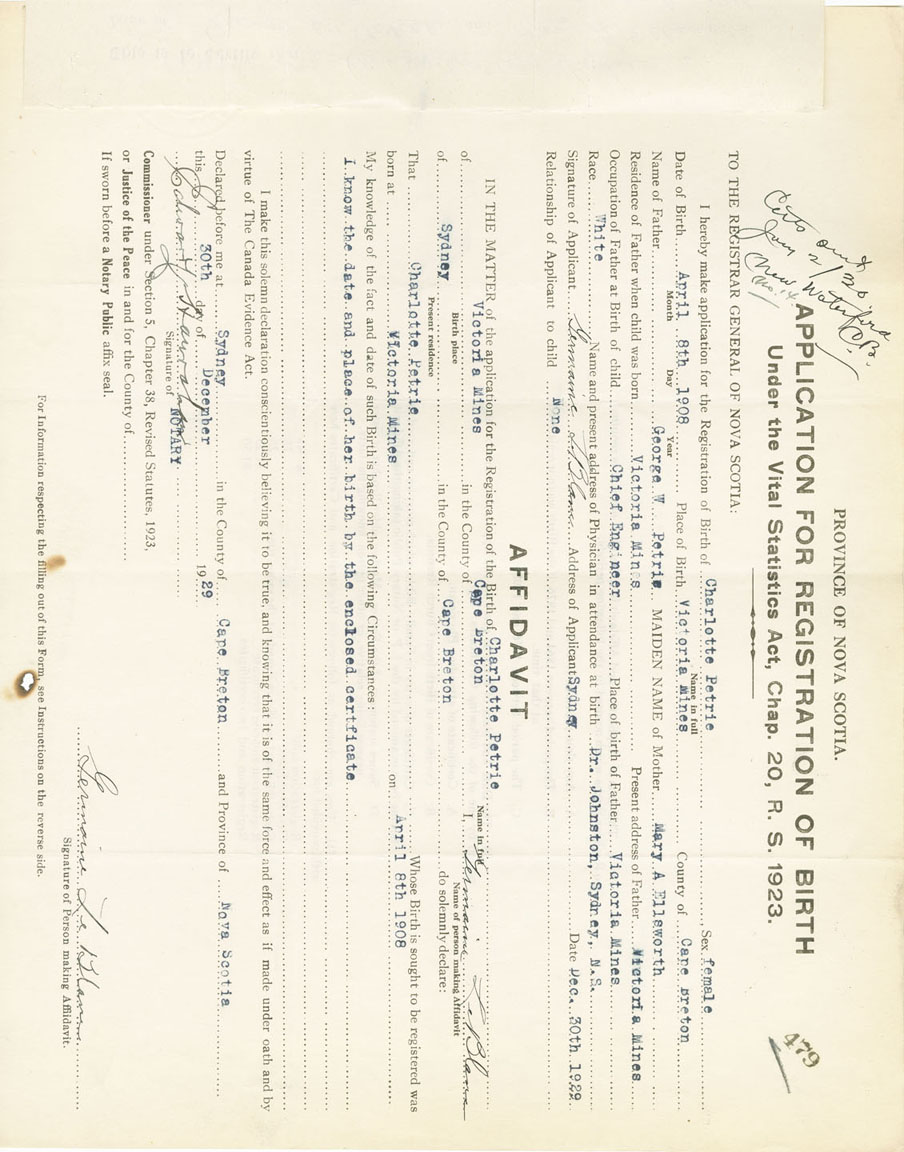 PROVINCE OF NOVA SCOTIA.
APPLICATION FOR REGISTRATION OF BIRTH
Under the Vital Statistics Act, Chap. 20, R. S. 1923.
479
TO THE REGISTRAR GENERAL OF NOVA SCOTIA:
I hereby make application for the Registration of Birth of Charlotte Petrie Sex female
Name in full
Date of Birth April 8th 1908 Place of Birth Victoria Mines County of Cape Breton
Month Day Year
Name of Father George W Petrie MAIDEN NAME of Mother Mary A Ellsworth
Residence of Father when child was born Victoria Mines Present address of Father Victoria Mines
Occupation of Father at Birth of child Chief Engineer Place of birth of Father Victoria Mines
Race White Name and present address of Physician in attendance at birth Dr. Johnston, Sydney, N.S.
Signature of Applicant Germaine LeBlanc Address of Applicant Sydney Date Dec. 30th 1929
Relationship of Applicant to child None
AFFIDAVIT
IN THE MATTER of the application for the Registration of the Birth of Charlotte Petrie
Name in full
of Victoria Mines in the County of Cape Breton I, Germaine LeBlanc
Birth place Name of person making Affidavit
of Sydney in the County of Cape Breton do solemnly declare:
Present residence
That Charlotte Petrie Whose Birth is sought to be registered was
born at Victoria Mines on April 8th 1908
My knowledge of the fact and date of such Birth is based on the following Circumstances:
i know the date and place of her birth by the enclosed certficate
I make this solemn declaration conscientiously believing it to be true, and knowing that it is of the same force and effect as if made under oath and by
virtue of The Canada Evidence Act.
Declared before me at Sydney in the County of Cape Breton and Province of Nova Scotia
this 30th day of December 1929
Signature of NOTARY
Commissioner under Section 5, Chapter 38, Revised Statutes, 1923,
or Justice of the Peace in and for the County of
If sworn before a Notary Public affix seal.
Germaine LeBlanc
Signature of Person making Affidavit.
For Information respecting the filling out of this Form, see Instructions on the reverse side.